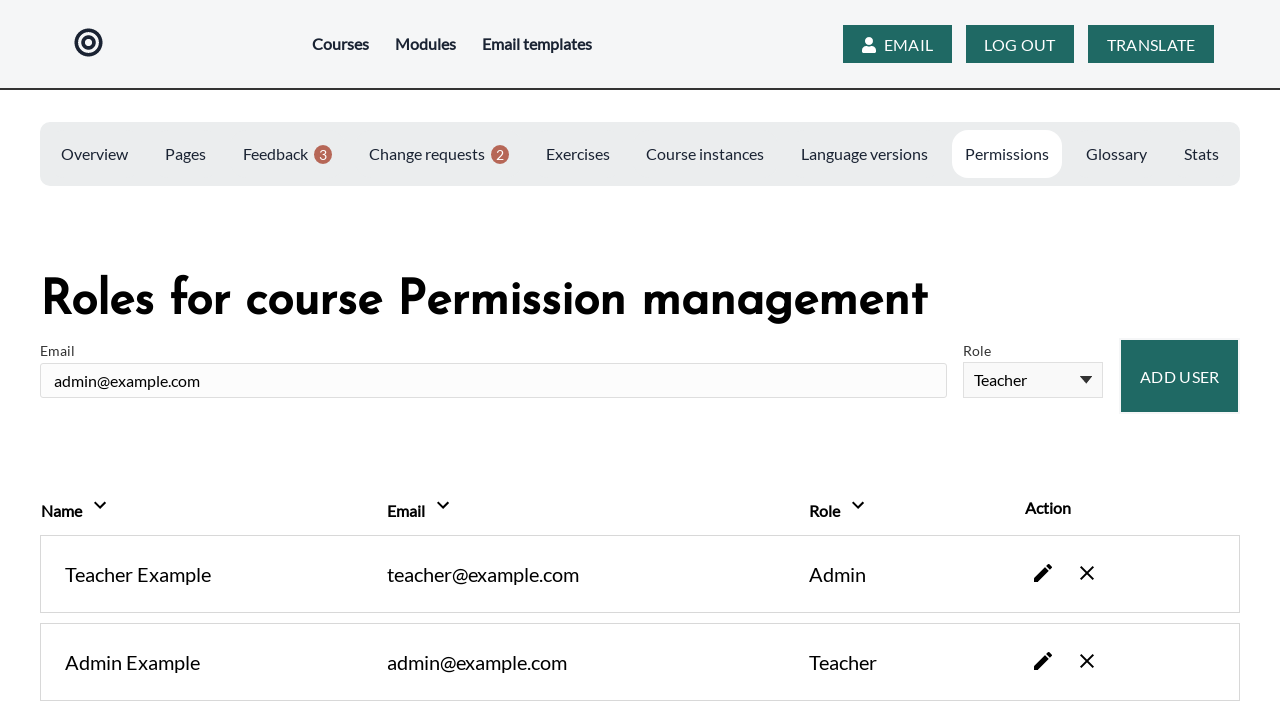 Courses Modules Email templates EMAIL LOG OUT TRANSLATE
Overview Pages Feedback 3 Change requests 2 Exercises Course instances Language versions Permissions Glossary Stats
Roles for course Permission management
Email Role
admin@example.com Teacher ADD USER
Name Email Role Action
Teacher Example teacher@example.com Admin
Admin Example admin@example.com Teacher